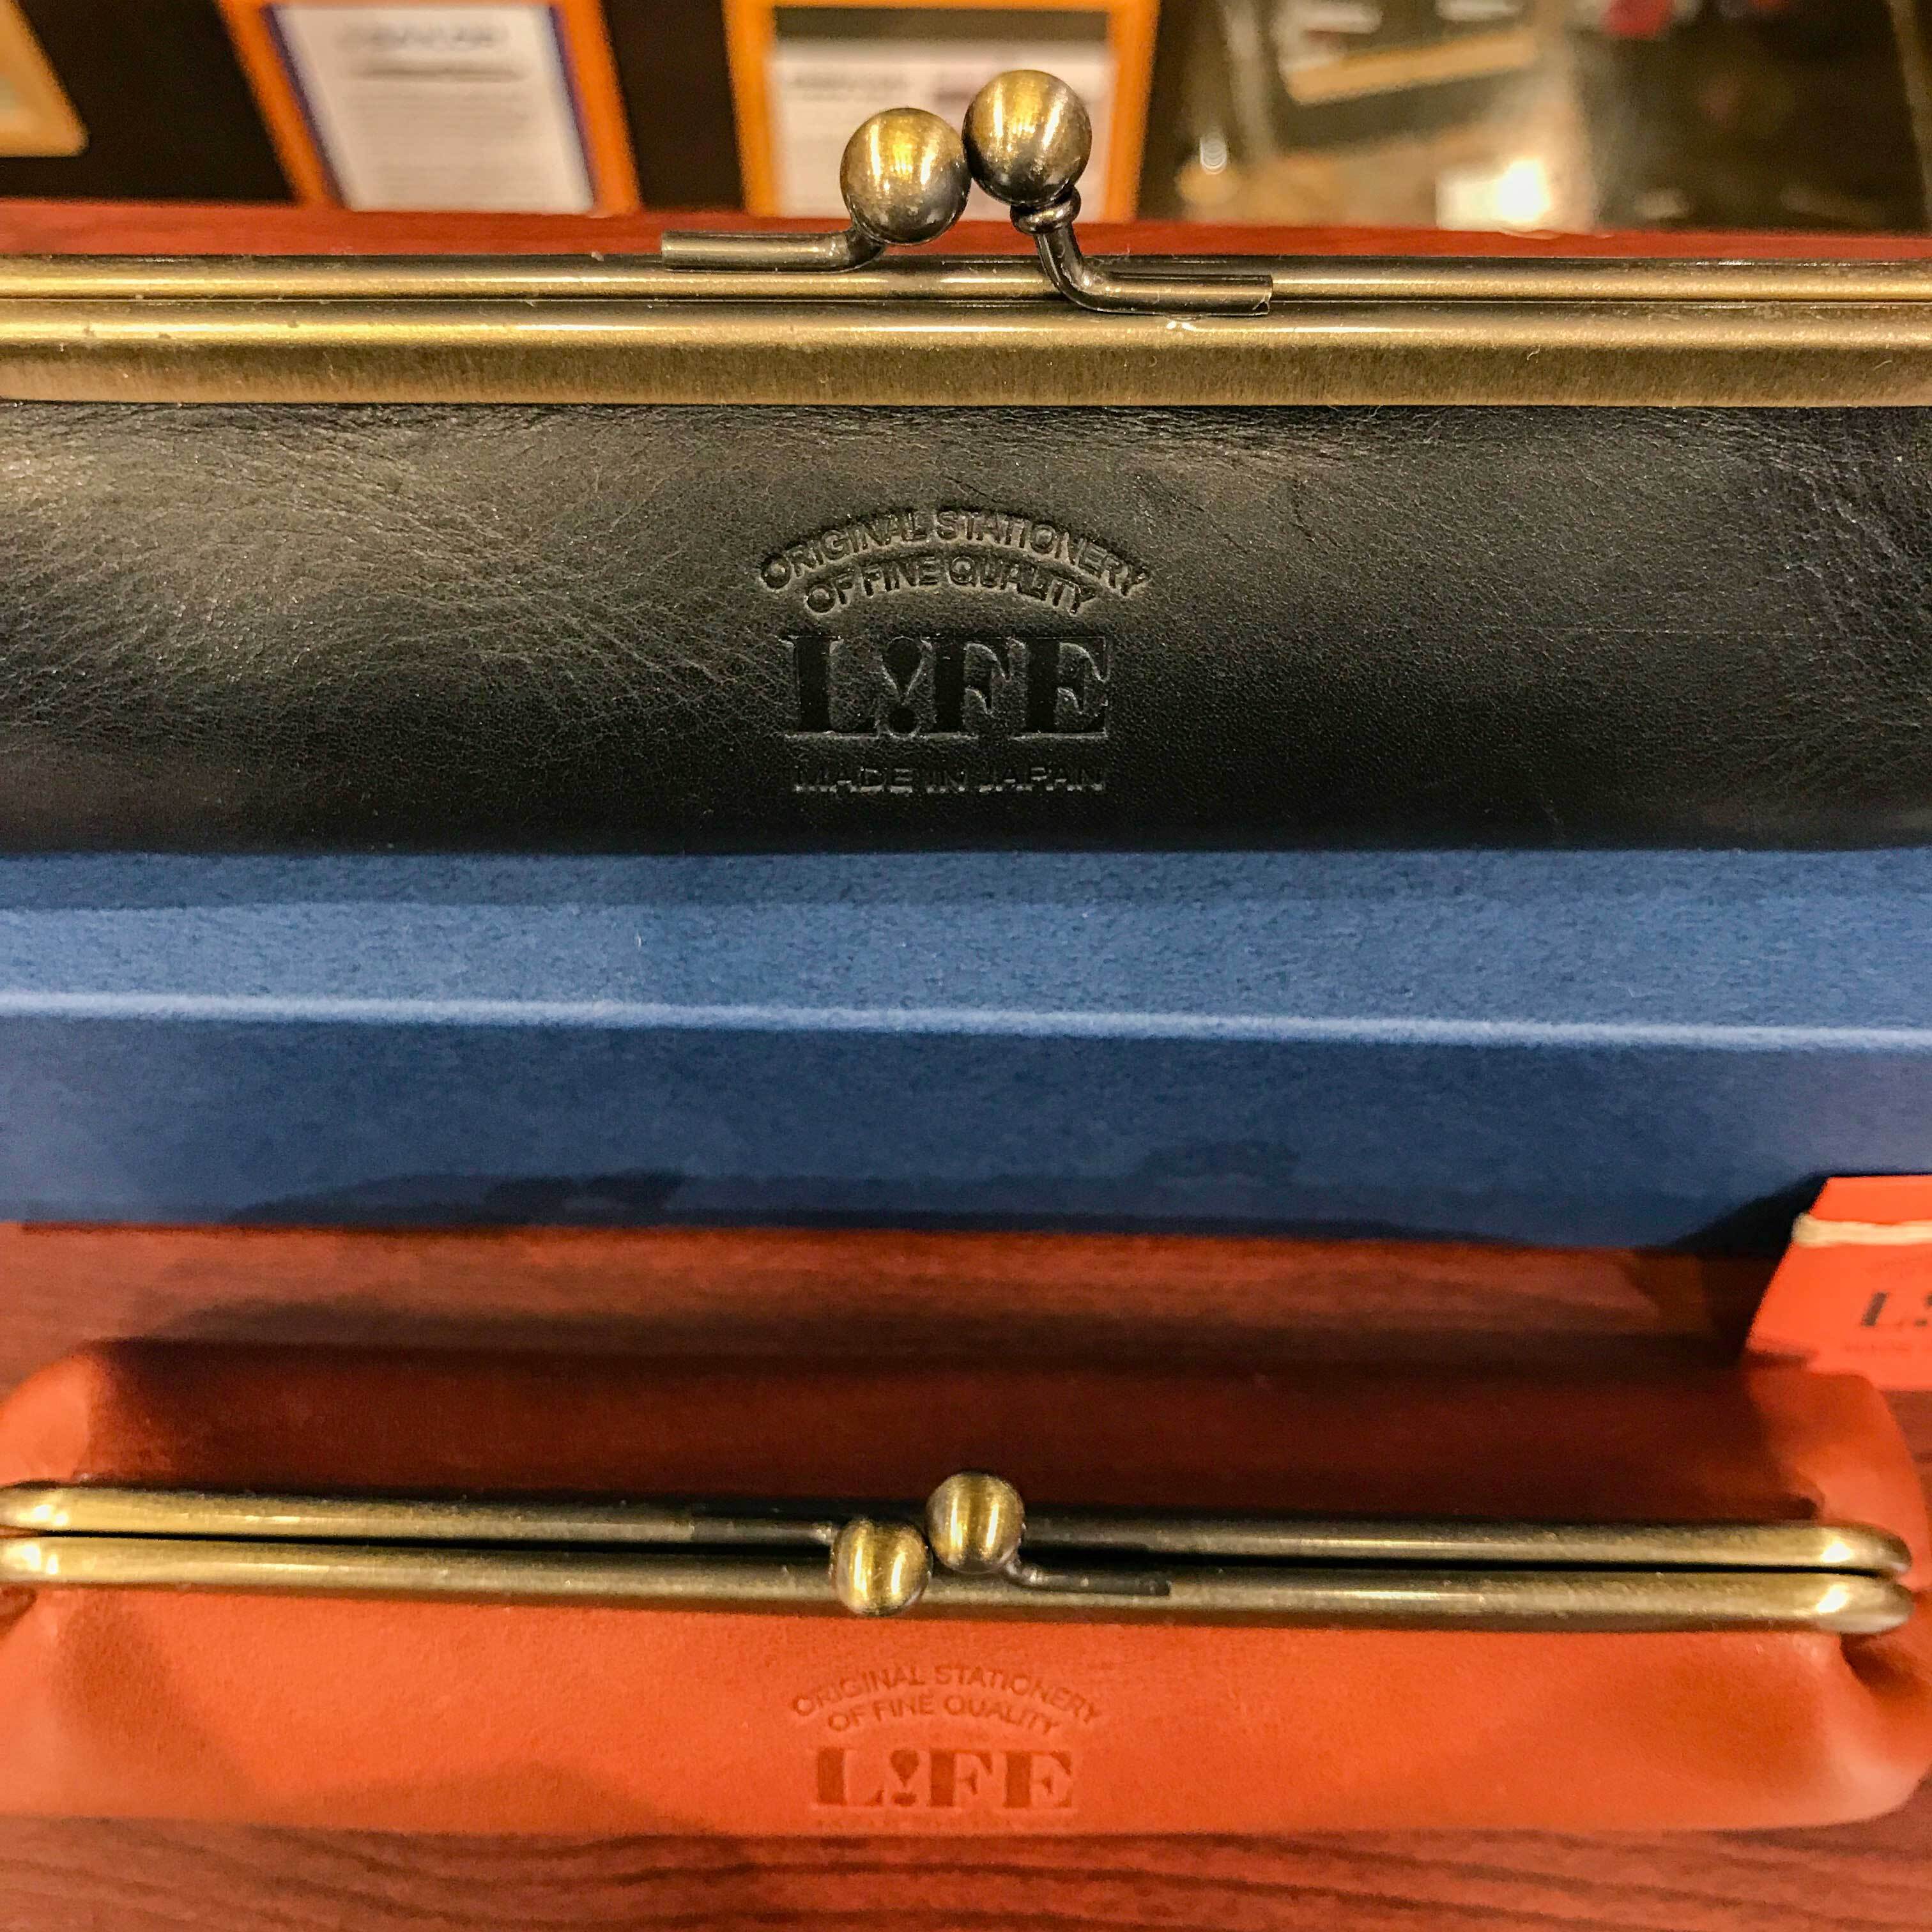 ORIGINAL STATIONERY
OF FINE QUALITY
L!FE
MADE IN JAPAN
L!
ORIGINAL STATIONERY
OF FINE QUALITY
L!FE